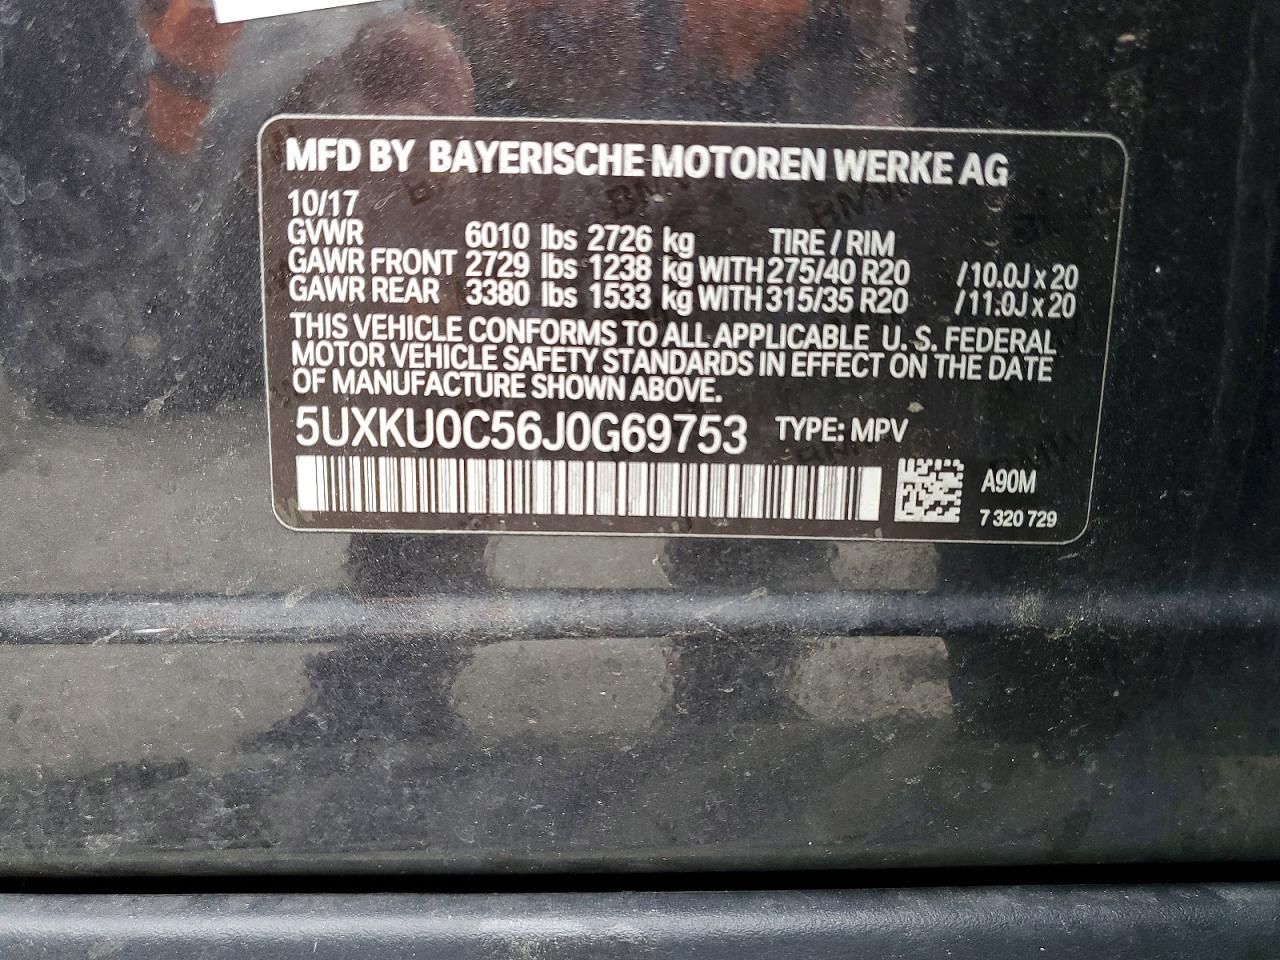 MFD BY BAYERISCHE MOTOREN WERKE AG
10/17
GVWR 6010 lbs 2726 kg TIRE / RIM
GAWR FRONT 2729 lbs 1238 kg WITH 275/40 R20 /10.0J x 20
GAWR REAR 3380 lbs 1533 kg WITH 315/35 R20 /11.0J x 20
THIS VEHICLE CONFORMS TO ALL APPLICABLE U.S. FEDERAL
MOTOR VEHICLE SAFETY STANDARDS IN EFFECT ON THE DATE
OF MANUFACTURE SHOWN ABOVE.
5UXKU0C56J0G69753 TYPE: MPV
A90M
7 320 729